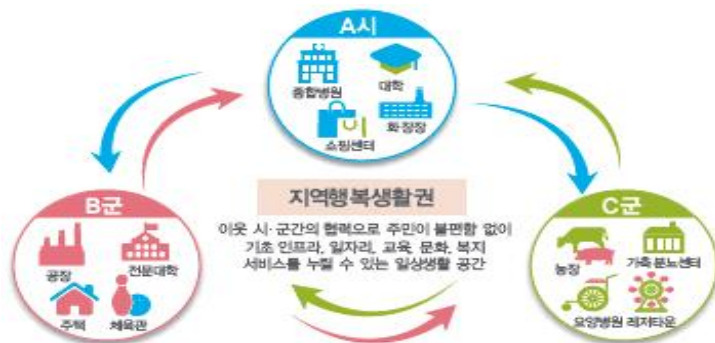 A시
종합병원
대학
쇼핑센터
화장장
B군
공장
전문대학
주택
체육관
지역행복생활권
이웃 시·군간의 협력으로 주민이 불편함 없이
기초 인프라, 일자리, 교육, 문화, 복지
서비스를 누릴 수 있는 일상생활 공간
C군
농장
가축분뇨센터
요양병원
레저타운